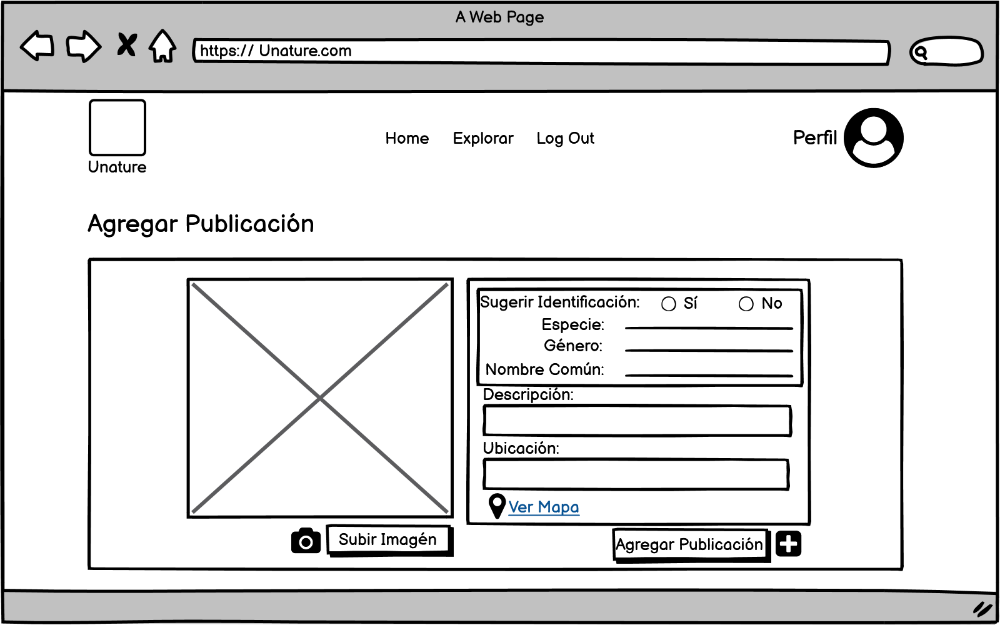 A Web Page
https:// Unature.com
Unature
Home Explorar Log Out
Perfil
Agregar Publicación
Sugerir Identificación: Sí No
Especie:
Género:
Nombre Común:
Descripción:
Ubicación:
Ver Mapa
Subir Imagén
Agregar Publicación